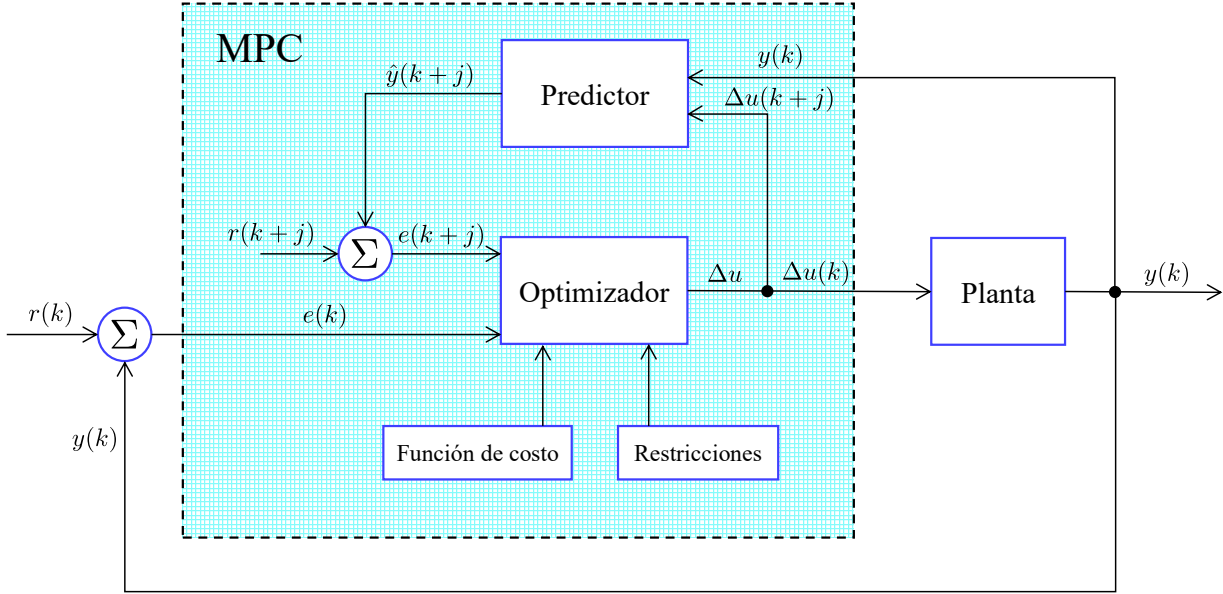 MPC
y(k)
ŷ(k + j)
Predictor
Δu(k + j)
r(k + j)
Σ
e(k + j)
Optimizador
Δu
Δu(k)
Planta
y(k)
r(k)
Σ
e(k)
y(k)
Función de costo
Restricciones